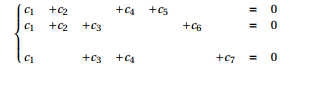 c₁ +c₂ +c₄ +c₅ = 0
c₁ +c₂ +c₃ +c₆ = 0
c₁ +c₃ +c₄ +c₇ = 0